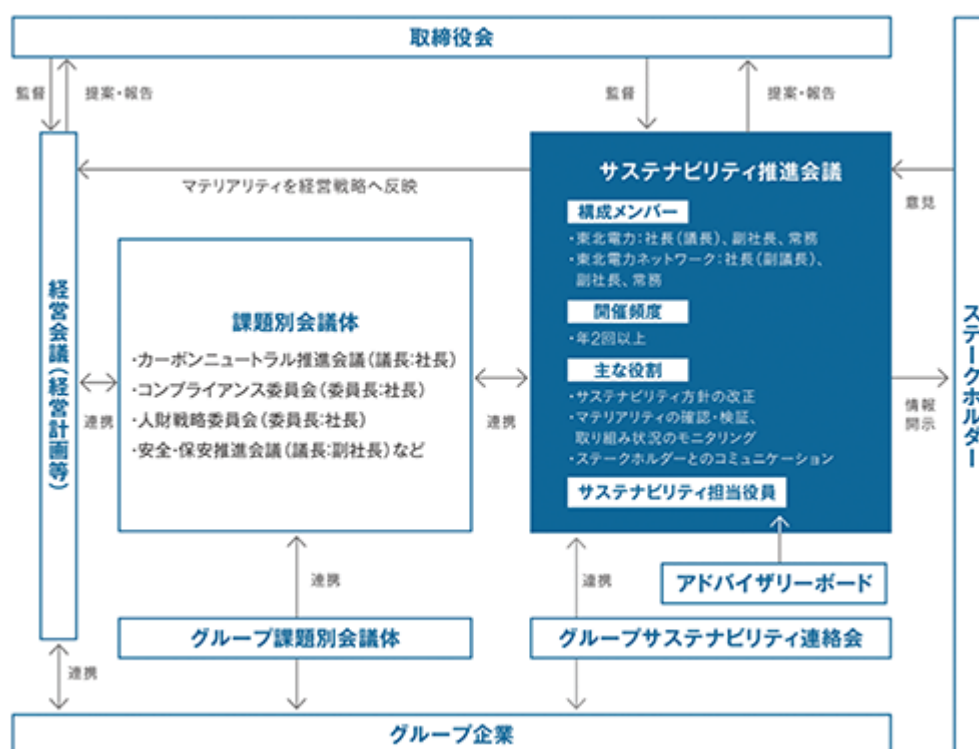 取締役会
監督
提案・報告
監督
提案・報告
マテリアリティを経営戦略へ反映
経営会議(経営計画等)
連携
課題別会議体
・カーボンニュートラル推進会議(議長:社長)
・コンプライアンス委員会(委員長:社長)
・人財戦略委員会(委員長:社長)
・安全・保安推進会議(議長:副社長)など
連携
サステナビリティ推進会議
構成メンバー
・東北電力:社長(議長)、副社長、常務
・東北電力ネットワーク:社長(副議長)、
副社長、常務
開催頻度
・年2回以上
主な役割
・サステナビリティ方針の改正
・マテリアリティの確認・検証、
取り組み状況のモニタリング
・ステークホルダーとのコミュニケーション
サステナビリティ担当役員
意見
情報
開示
ステークホルダー
アドバイザリーボード
連携
連携
グループ課題別会議体
グループサステナビリティ連絡会
連携
グループ企業